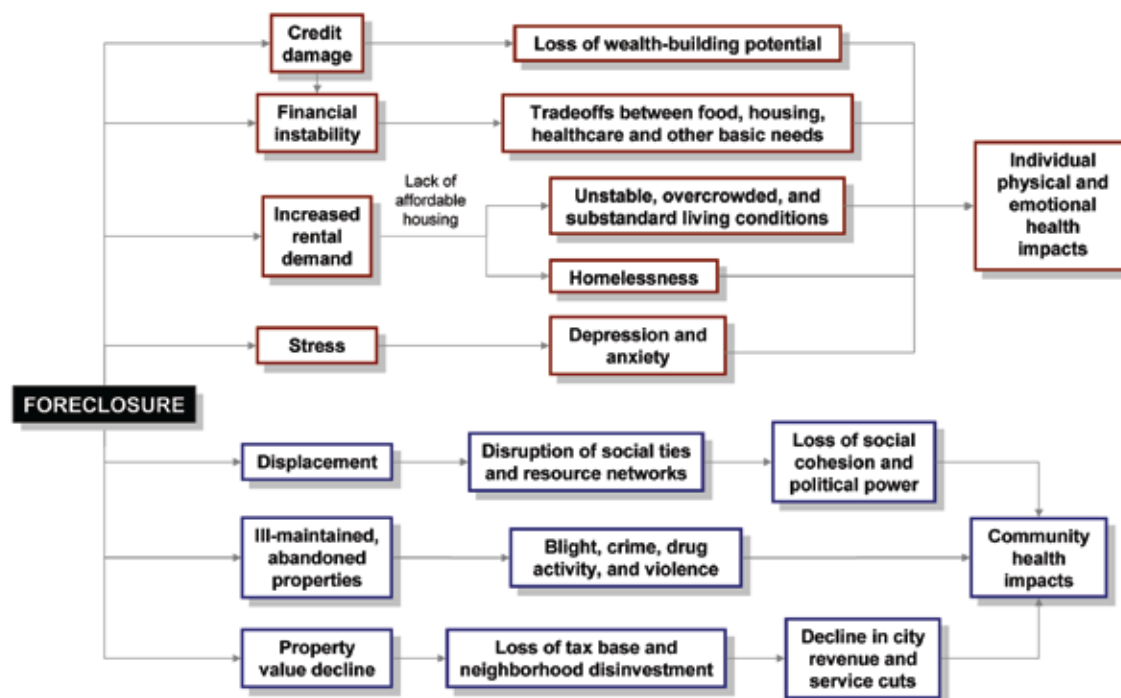 Credit
damage
Loss of wealth-building potential
Financial
instability
Tradeoffs between food, housing,
healthcare and other basic needs
Individual
physical and
emotional
health
impacts
Lack of
affordable
housing
Increased
rental
demand
Unstable, overcrowded, and
substandard living conditions
Homelessness
Stress
Depression and
anxiety
FORECLOSURE
Displacement
Disruption of social ties
and resource networks
Loss of social
cohesion and
political power
Ill-maintained,
abandoned
properties
Blight, crime, drug
activity, and violence
Community
health
impacts
Property
value decline
Loss of tax base and
neighborhood disinvestment
Decline in city
revenue and
service cuts